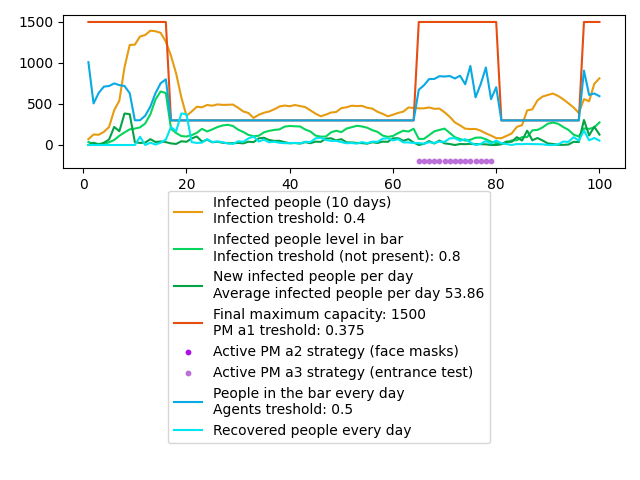 1500
1000
500
0
0
20
40
60
80
100
Infected people (10 days)
Infection treshold: 0.4
Infected people level in bar
Infection treshold (not present): 0.8
New infected people per day
Average infected people per day 53.86
Final maximum capacity: 1500
PM a1 treshold: 0.375
Active PM a2 strategy (face masks)
Active PM a3 strategy (entrance test)
People in the bar every day
Agents treshold: 0.5
Recovered people every day